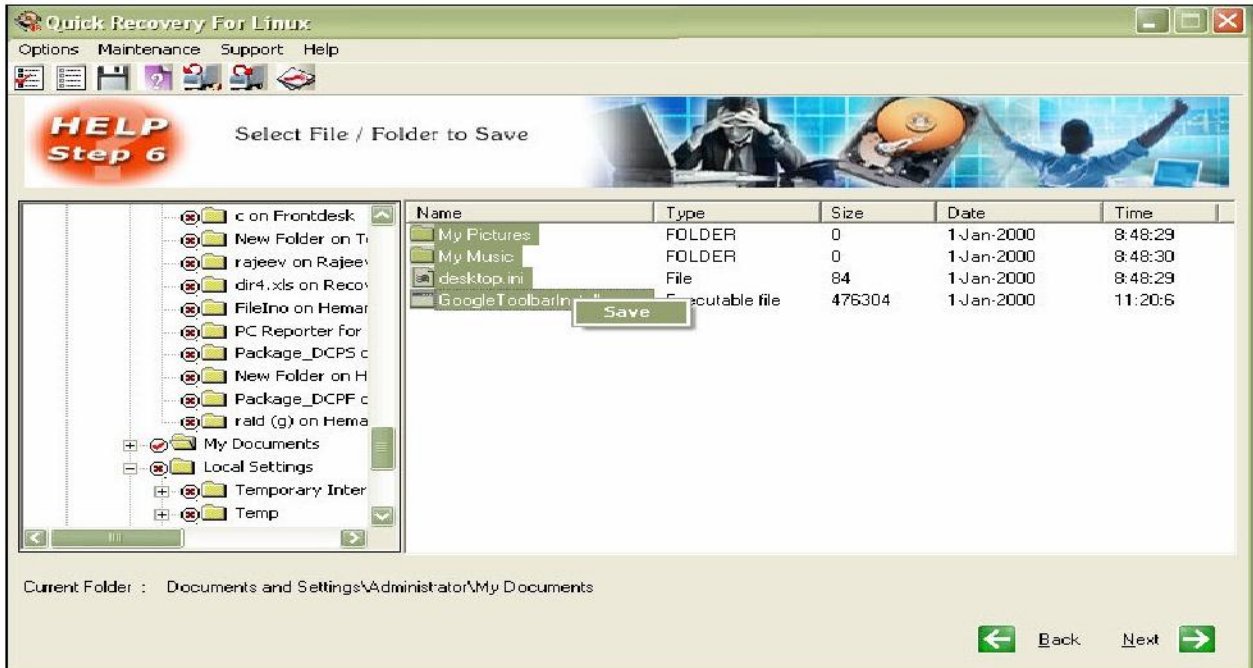 Quick Recovery For Linux
Options Maintenance Support Help
HELP
Step 6
Select File / Folder to Save
c on Frontdesk
New Folder on
rajeev on Rajeev
dir4.xls on
FileIno on
PC Reporter for
Package_DCPS
New Folder on
Package_DCPF
raid (g) on
My Documents
Local Settings
Temporary
Temp
Name Type Size Date Time
My Pictures FOLDER 0 1-Jan-2000 8:48:29
My Music FOLDER 0 1-Jan-2000 8:48:30
desktop.ini File 84 1-Jan-2000 8:48:29
Executable file 476304 1-Jan-2000 11:20:6
Save
Current Folder : Documents and Settings\Administrator\My Documents
Back Next